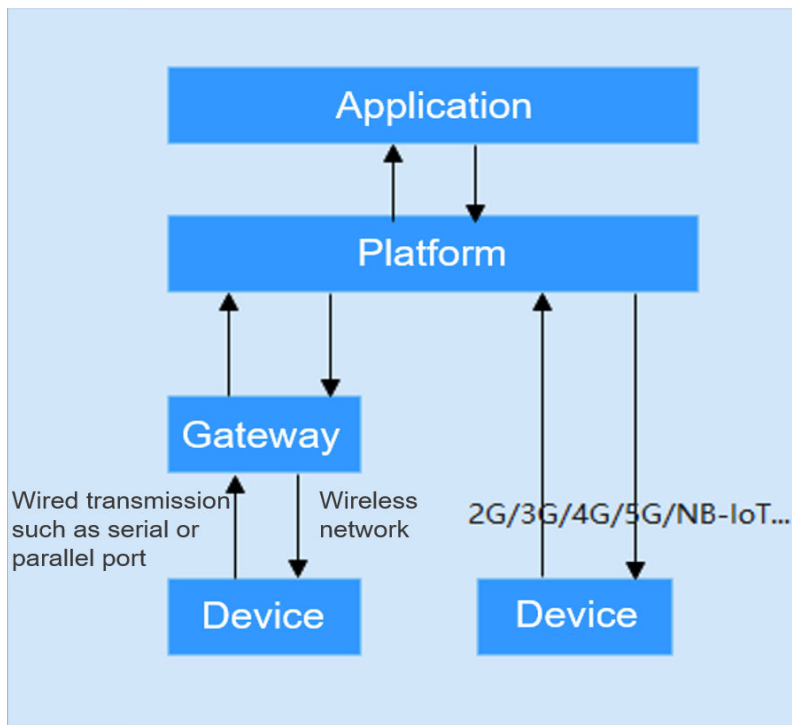 Application
Platform
Gateway
Wired transmission
such as serial or
parallel port
Wireless
network
2G/3G/4G/5G/NB-IoT...
Device
Device